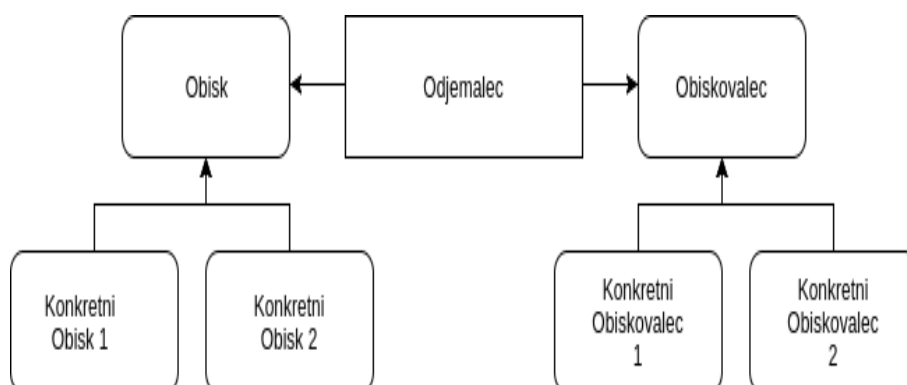 Obisk
Odjemalec
Obiskovalec
Konkretni
Obisk 1
Konkretni
Obisk 2
Konkretni
Obiskovalec
1
Konkretni
Obiskovalec
2